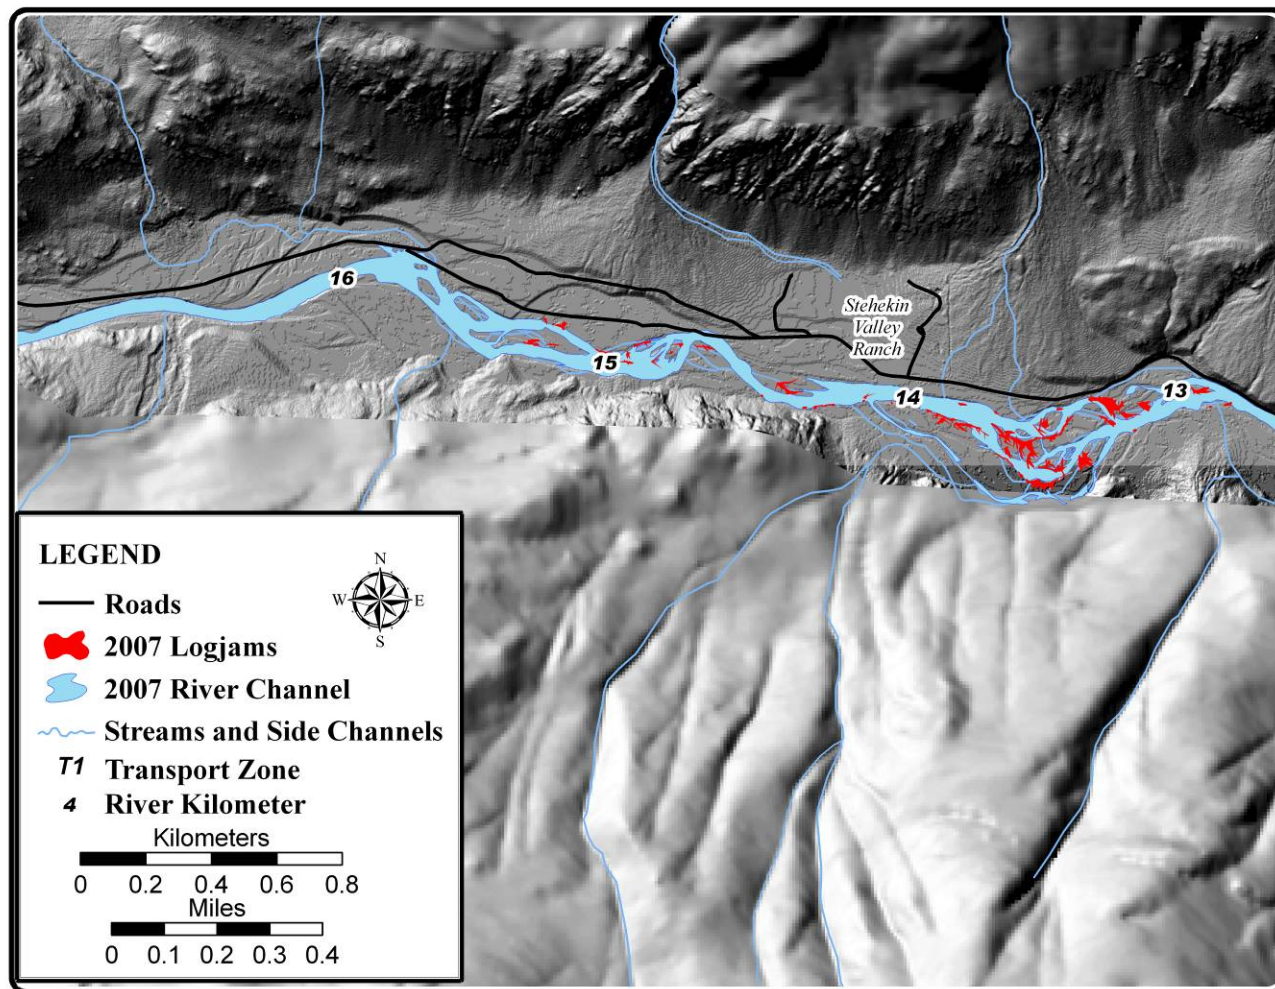 16
Stehekin
Valley
Ranch
15
14
13
LEGEND
N
W E
S
Roads
2007 Logjams
2007 River Channel
Streams and Side Channels
T1 Transport Zone
4 River Kilometer
Kilometers
0 0.2 0.4 0.6 0.8
Miles
0 0.1 0.2 0.3 0.4